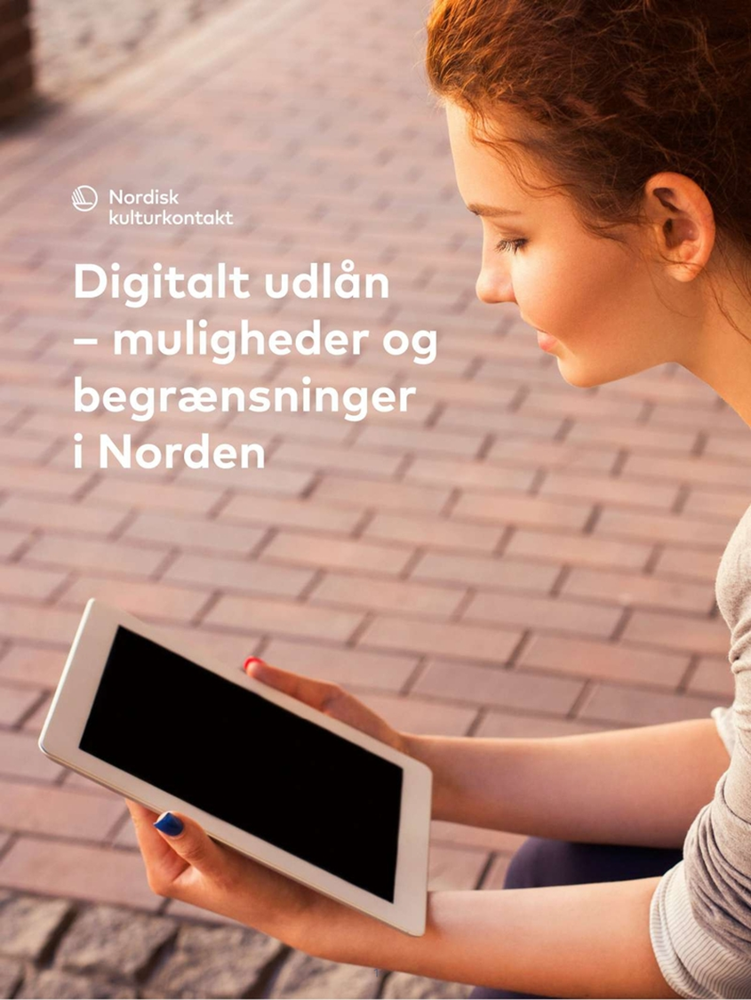 Nordisk
kulturkontakt
Digitalt udlån
– muligheder og
begrænsninger
i Norden